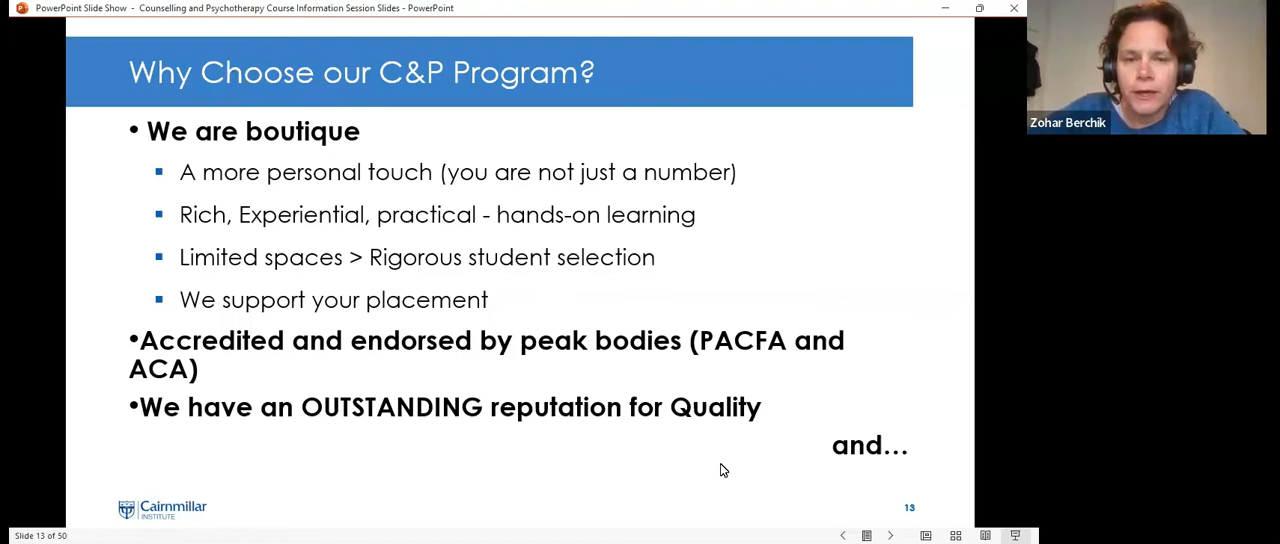 PowerPoint Slide Show - Counselling and Psychotherapy Course Information Session Slides - PowerPoint
Why Choose our C&P Program?
• We are boutique
▪ A more personal touch (you are not just a number)
▪ Rich, Experiential, practical - hands-on learning
▪ Limited spaces > Rigorous student selection
▪ We support your placement
•Accredited and endorsed by peak bodies (PACFA and
ACA)
•We have an OUTSTANDING reputation for Quality
and...
Cairnmillar
INSTITUTE
13
Slide 13 of 50
Zohar Berchik